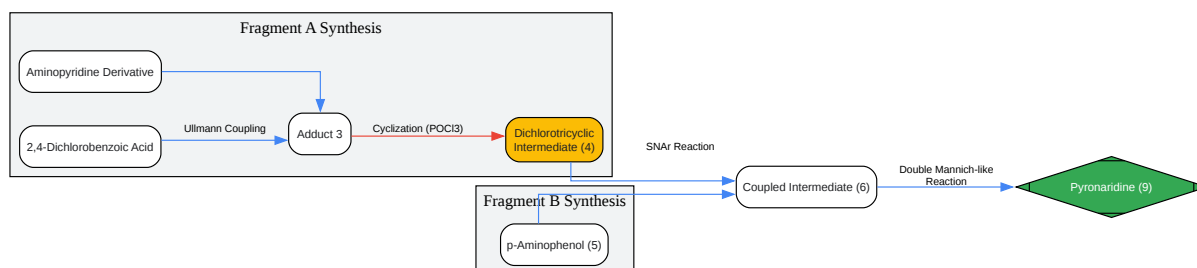 Fragment A Synthesis
Aminopyridine Derivative
2,4-Dichlorobenzoic Acid
Ullmann Coupling
Adduct 3
Cyclization (POCl3)
Dichlorotricyclic
Intermediate (4)
SNAr Reaction
Fragment B Synthesis
p-Aminophenol (5)
Coupled Intermediate (6)
Double Mannich-like
Reaction
Pyronaridine (9)